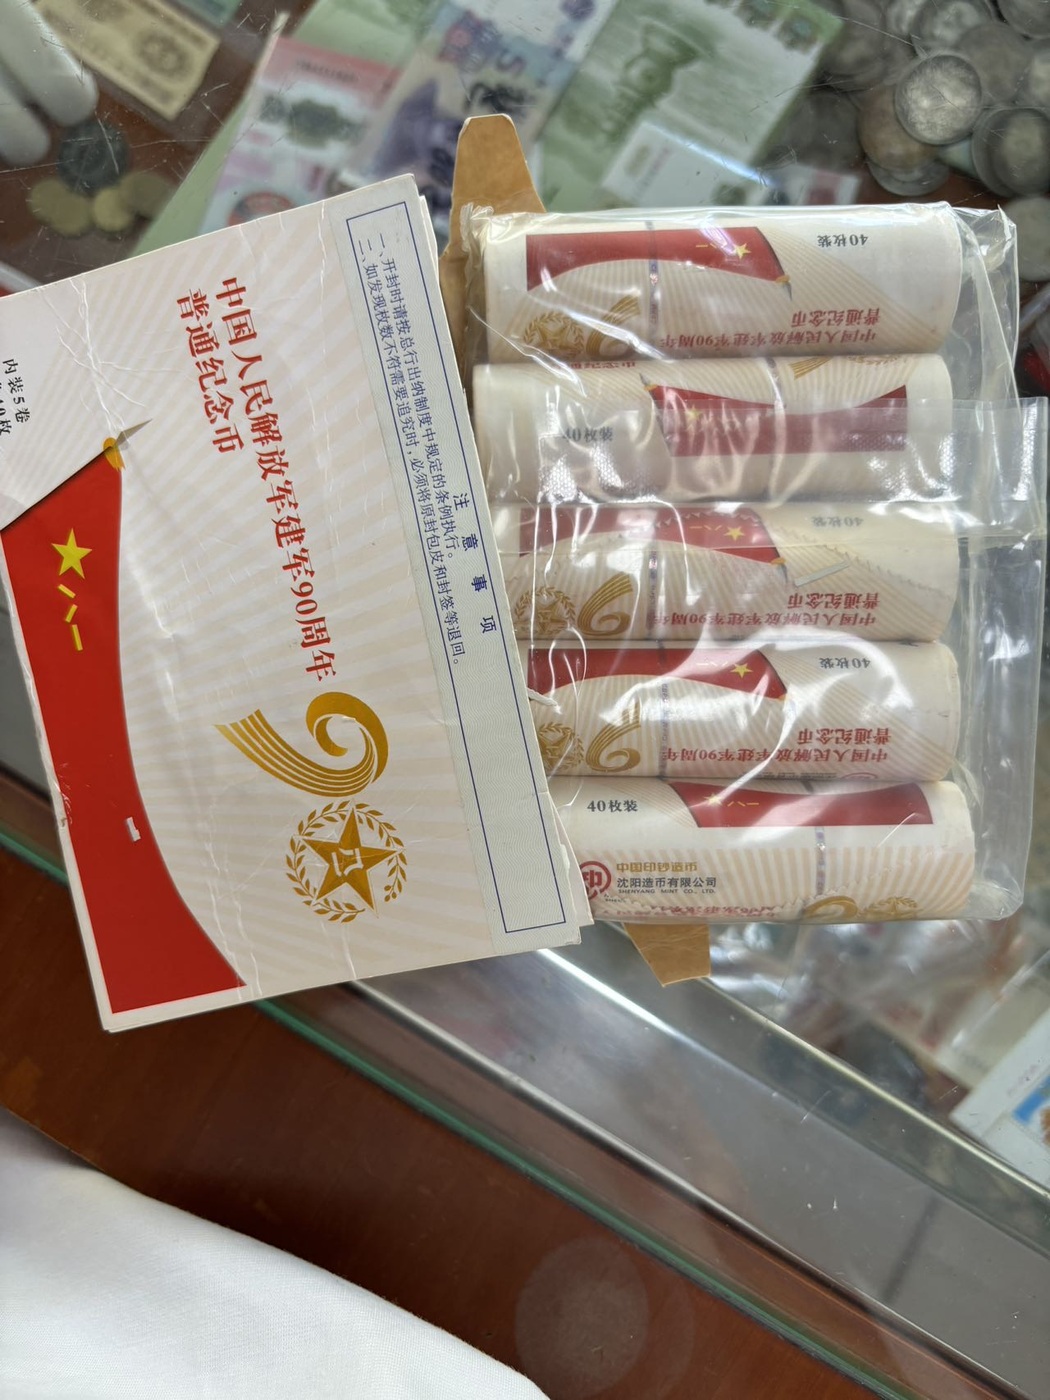 内装5卷
中国人民解放军建军90周年
普通纪念币
八一
注意事项
一、开封时请按总行出纳制度中规定的条例执行。
二、如发现枚数不符需要追究时,必须将原封包皮和封签等退回。
八一
40枚装
中国人民解放军建军90周年
普通纪念币
40枚装
40枚装
中国人民解放军建军90周年
普通纪念币
八一
40枚装
中国人民解放军建军90周年
普通纪念币
40枚装
八一
中国印钞造币
沈阳造币有限公司
SHENYANG MINT CO., LTD.